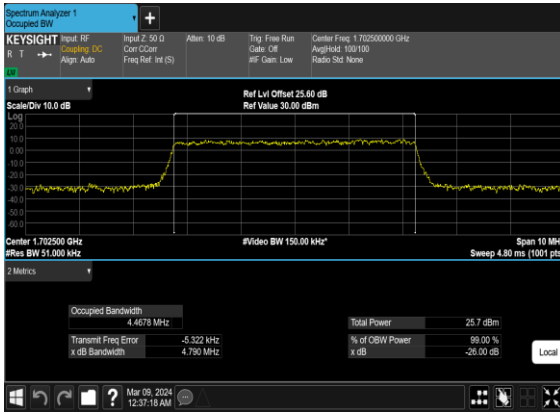 Spectrum Analyzer 1
Occupied BW
+
KEYSIGHT Input: RF Input Z: 50 Ω Atten: 10 dB Trig: Free Run Center Freq: 1.702500000 GHz
R T Coupling: DC Corr CCorr Gate: Off Avg|Hold: 100/100
Align: Auto Freq Ref: Int (S) #IF Gain: Low Radio Std: None
1 Graph
Ref Lvl Offset 25.60 dB
Scale/Div 10.0 dB Ref Value 30.00 dBm
Log
20.0
10.0
0.00
-10.0
-20.0
-30.0
-40.0
-50.0
-60.0
Center 1.702500 GHz #Video BW 150.00 kHz* Span 10 MH
#Res BW 51.000 kHz Sweep 4.80 ms (1001 pts
2 Metrics
Occupied Bandwidth
4.4678 MHz Total Power 25.7 dBm
Transmit Freq Error -5.322 kHz % of OBW Power 99.00 %
x dB Bandwidth 4.790 MHz x dB -26.00 dB
Local
? Mar 09, 2024
12:37:18 AM